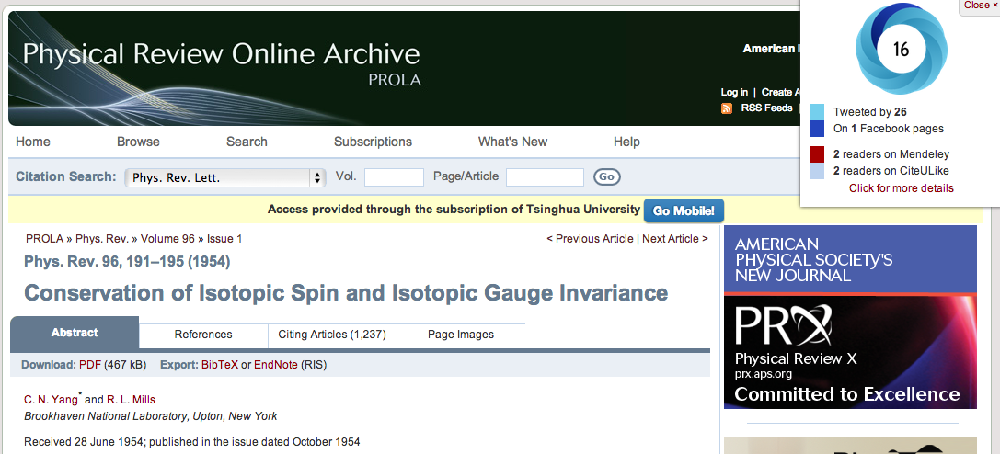 Physical Review Online Archive
PROLA
American
Log in | Create A
RSS Feeds
Close ×
16
Tweeted by 26
On 1 Facebook pages
2 readers on Mendeley
2 readers on CiteULike
Click for more details
Home Browse Search Subscriptions What's New Help
Citation Search: Phys. Rev. Lett. Vol. Page/Article Go
Access provided through the subscription of Tsinghua University Go Mobile!
PROLA » Phys. Rev. » Volume 96 » Issue 1 < Previous Article | Next Article >
Phys. Rev. 96, 191–195 (1954)
Conservation of Isotopic Spin and Isotopic Gauge Invariance
Abstract References Citing Articles (1,237) Page Images
Download: PDF (467 kB) Export: BibTeX or EndNote (RIS)
C. N. Yang* and R. L. Mills
Brookhaven National Laboratory, Upton, New York
Received 28 June 1954; published in the issue dated October 1954
AMERICAN
PHYSICAL SOCIETY'S
NEW JOURNAL
PRX
Physical Review X
prx.aps.org
Committed to Excellence